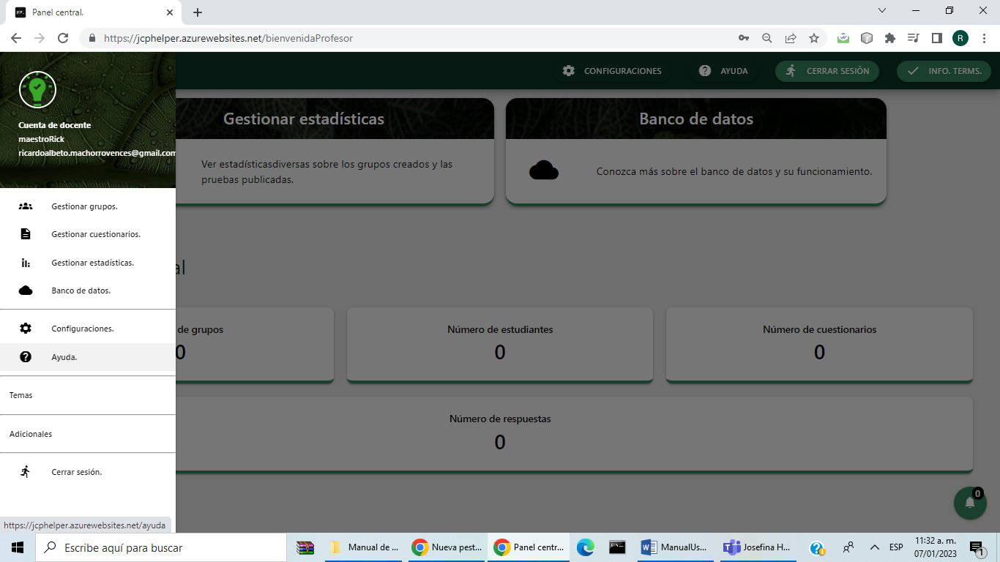 Panel central.
https://jcphelper.azurewebsites.net/bienvenidaProfesor
R
CONFIGURACIONES
AYUDA
CERRAR SESIÓN
INFO. TERMS.
Cuenta de docente
maestroRick
ricardoalbeto.machorrovences@gmail.com
Gestionar grupos.
Gestionar cuestionarios.
Gestionar estadísticas.
Banco de datos.
Configuraciones.
Ayuda.
Temas
Adicionales
Cerrar sesión.
Gestionar estadísticas
Ver estadísticasdiversas sobre los grupos creados y las
pruebas publicadas.
Banco de datos
Conozca más sobre el banco de datos y su funcionamiento.
al
de grupos
0
Número de estudiantes
0
Número de cuestionarios
0
Número de respuestas
0
0
https://jcphelper.azurewebsites.net/ayuda
Escribe aquí para buscar
Manual de ...
Nueva pest...
Panel centr...
ManualUs...
Josefina H...
ESP
11:32 a. m.
07/01/2023
1